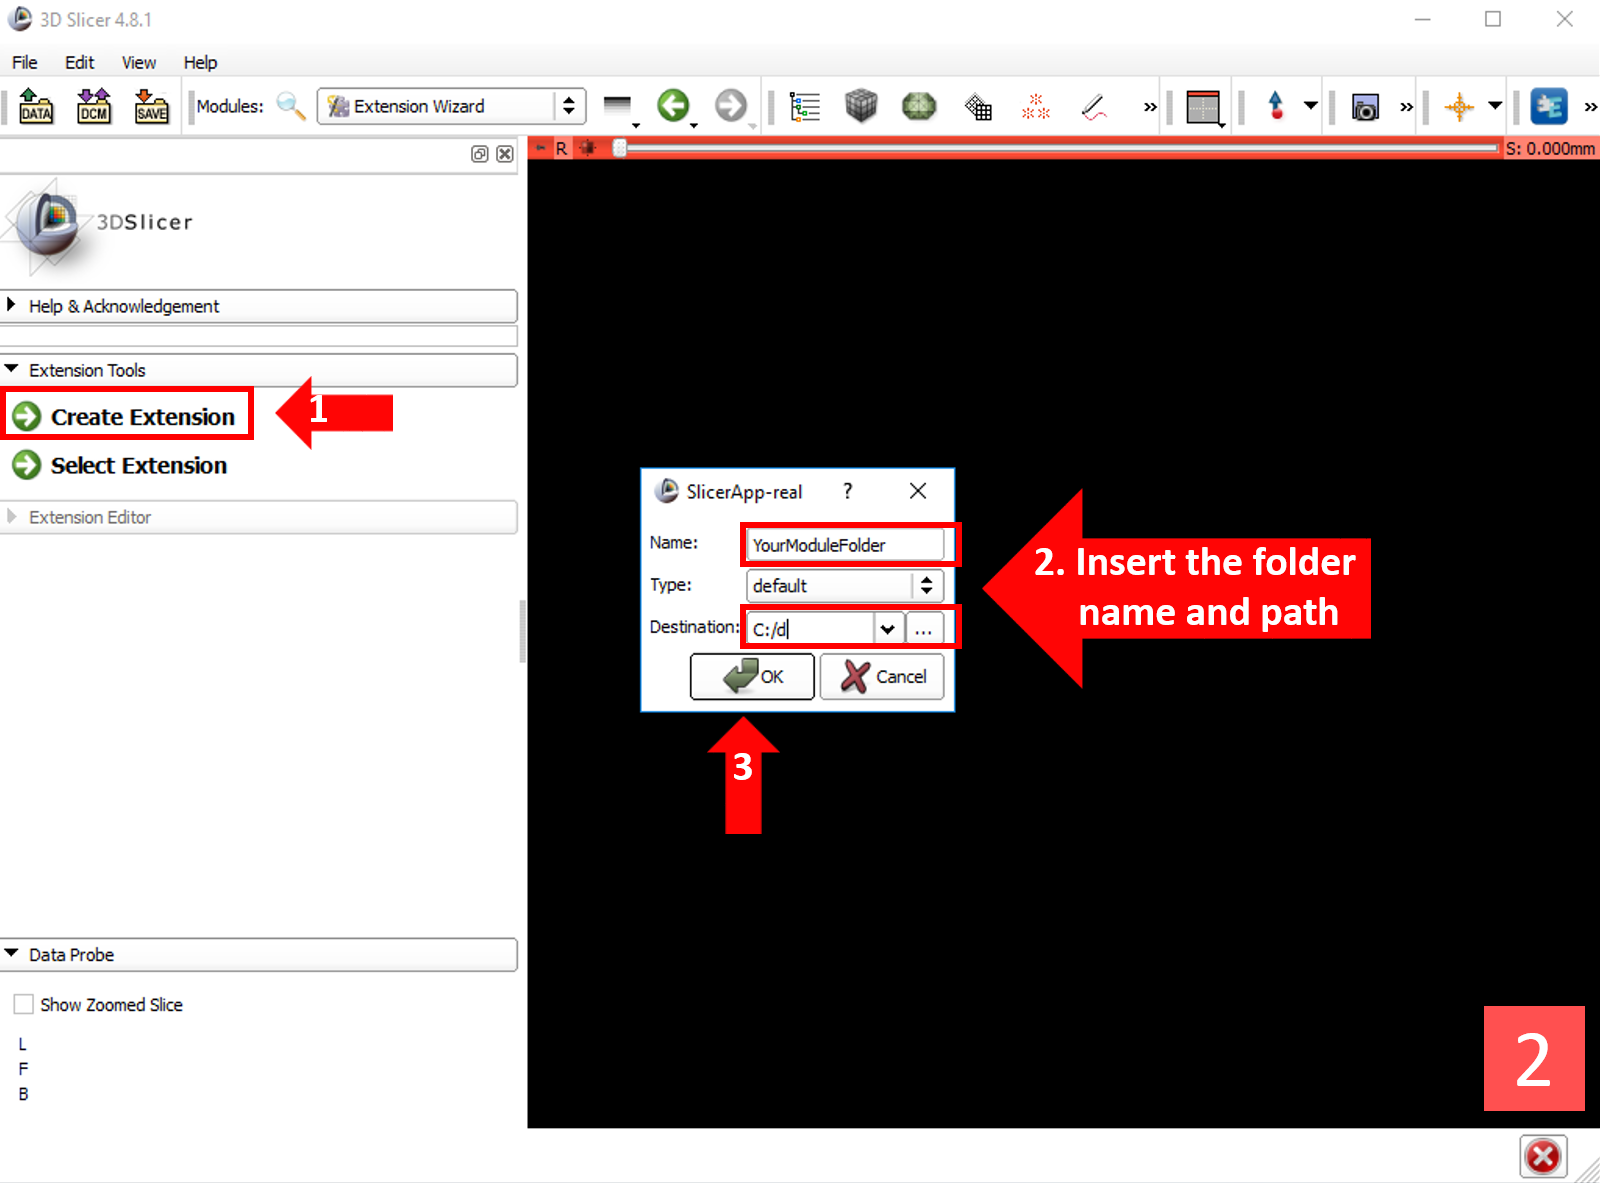 3D Slicer 4.8.1
File Edit View Help
DATA DCM SAVE Modules: Extension Wizard
R S: 0.000mm
3DSlicer
Help & Acknowledgement
Extension Tools
Create Extension
1
Select Extension
Extension Editor
SlicerApp-real ?
Name: YourModuleFolder
Type: default
Destination: C:/d ...
OK Cancel
2. Insert the folder
name and path
3
Data Probe
Show Zoomed Slice
L
F
B
2